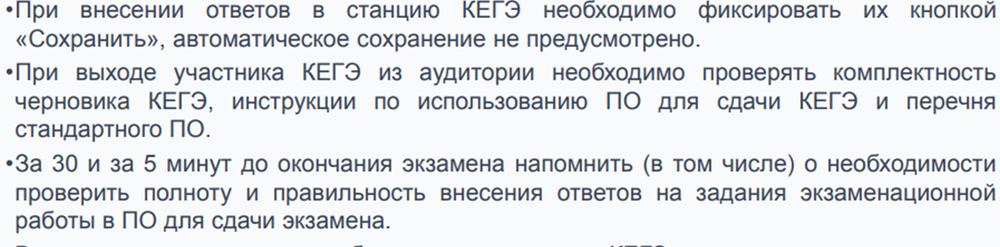 •При внесении ответов в станцию КЕГЭ необходимо фиксировать их кнопкой
«Сохранить», автоматическое сохранение не предусмотрено.
•При выходе участника КЕГЭ из аудитории необходимо проверять комплектность
черновика КЕГЭ, инструкции по использованию ПО для сдачи КЕГЭ и перечня
стандартного ПО.
•За 30 и за 5 минут до окончания экзамена напомнить (в том числе) о необходимости
проверить полноту и правильность внесения ответов на задания экзаменационной
работы в ПО для сдачи экзамена.